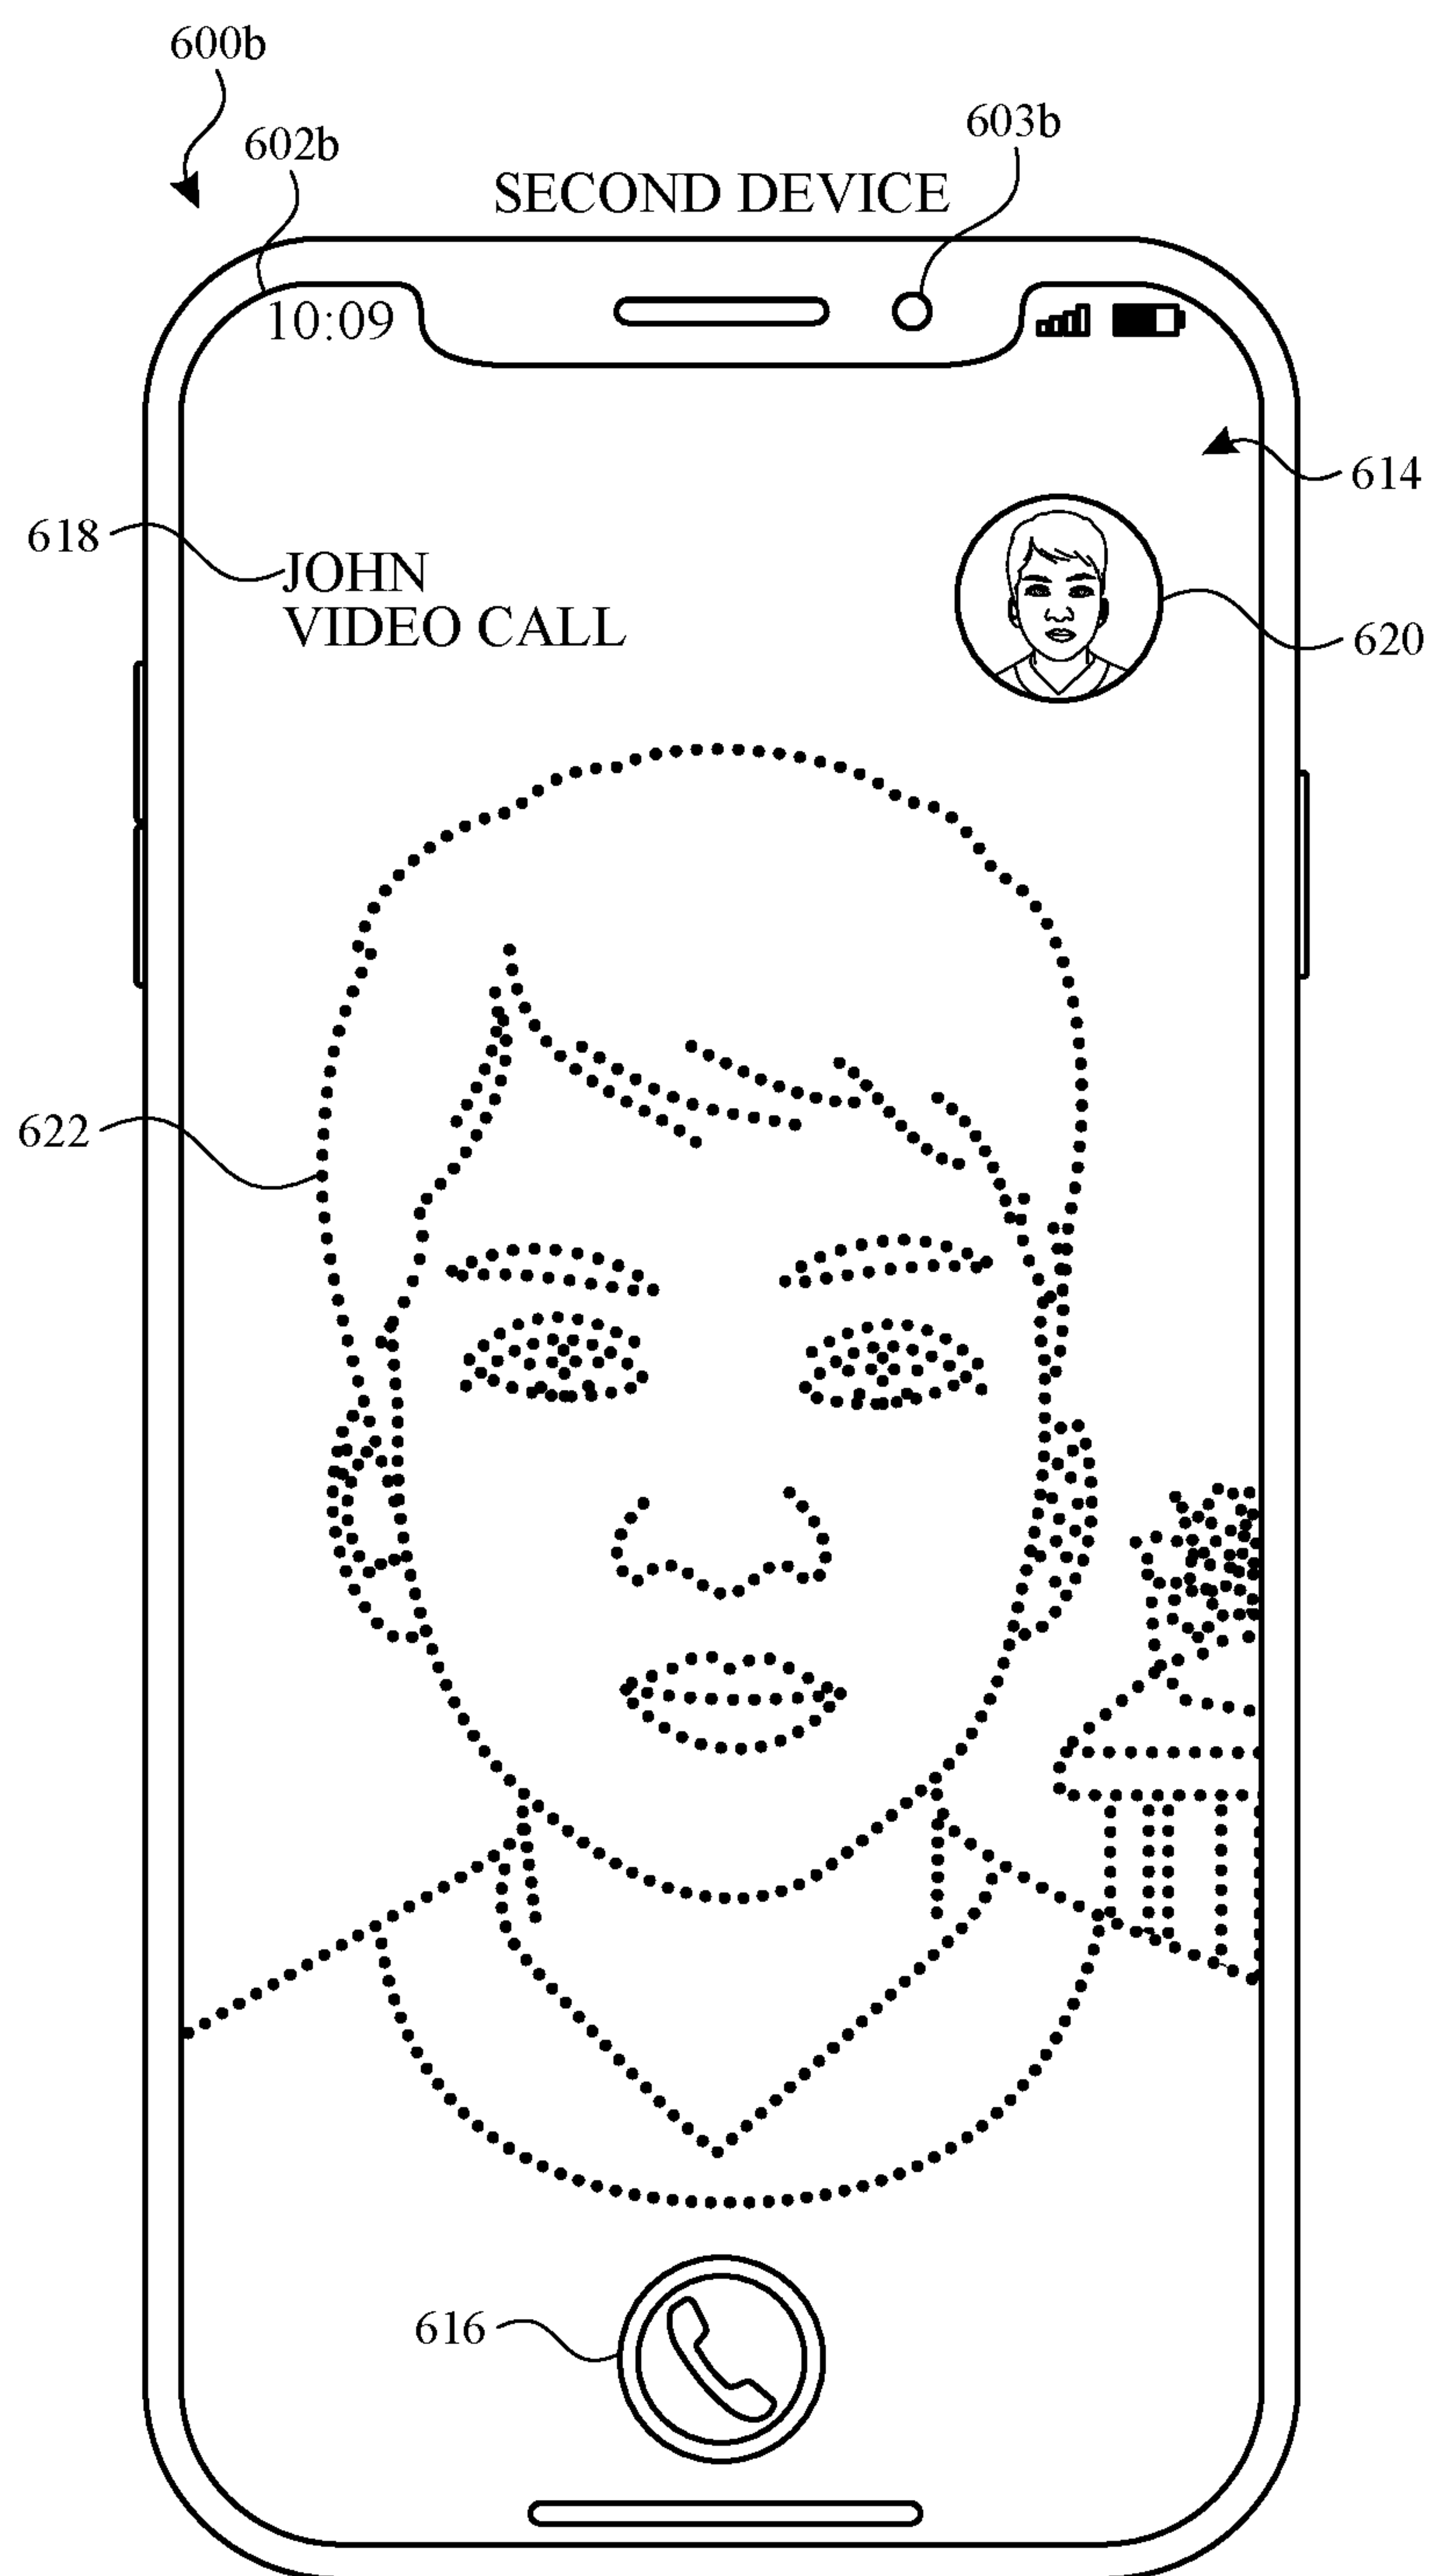 600b
602b
603b
SECOND DEVICE
10:09
614
618
JOHN
VIDEO CALL
620
622
616